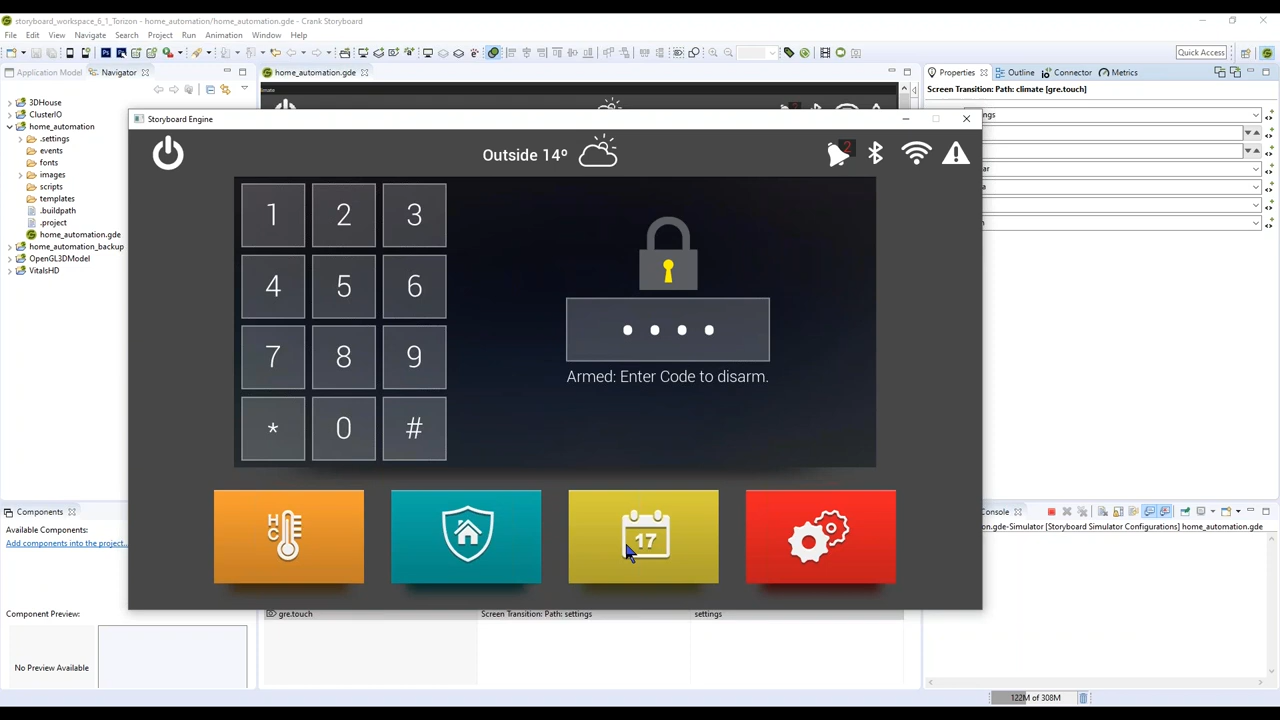 storyboard_workspace_6_1_Torizon - home_automation/home_automation.gde - Crank Storyboard
File Edit View Navigate Search Project Run Animation Window Help
Quick Access
Application Model Navigator
home_automation.gde
Properties Outline Connector Metrics
Screen Transition: Path: climate [gre.touch]
3DHouse
ClusterIO
home_automation
.settings
events
fonts
images
scripts
templates
.buildpath
.project
home_automation.gde
home_automation_backup
OpenGL3DModel
VitalsHD
Storyboard Engine
Outside 14º
2
1 2 3
4 5 6
7 8 9
* 0 #
Armed: Enter Code to disarm.
H
C
17
Components
Available Components:
Add components into the project...
Component Preview:
No Preview Available
gre.touch Screen Transition: Path: settings settings
Console
n.gde-Simulator [Storyboard Simulator Configurations] home_automation.gde
122M of 308M